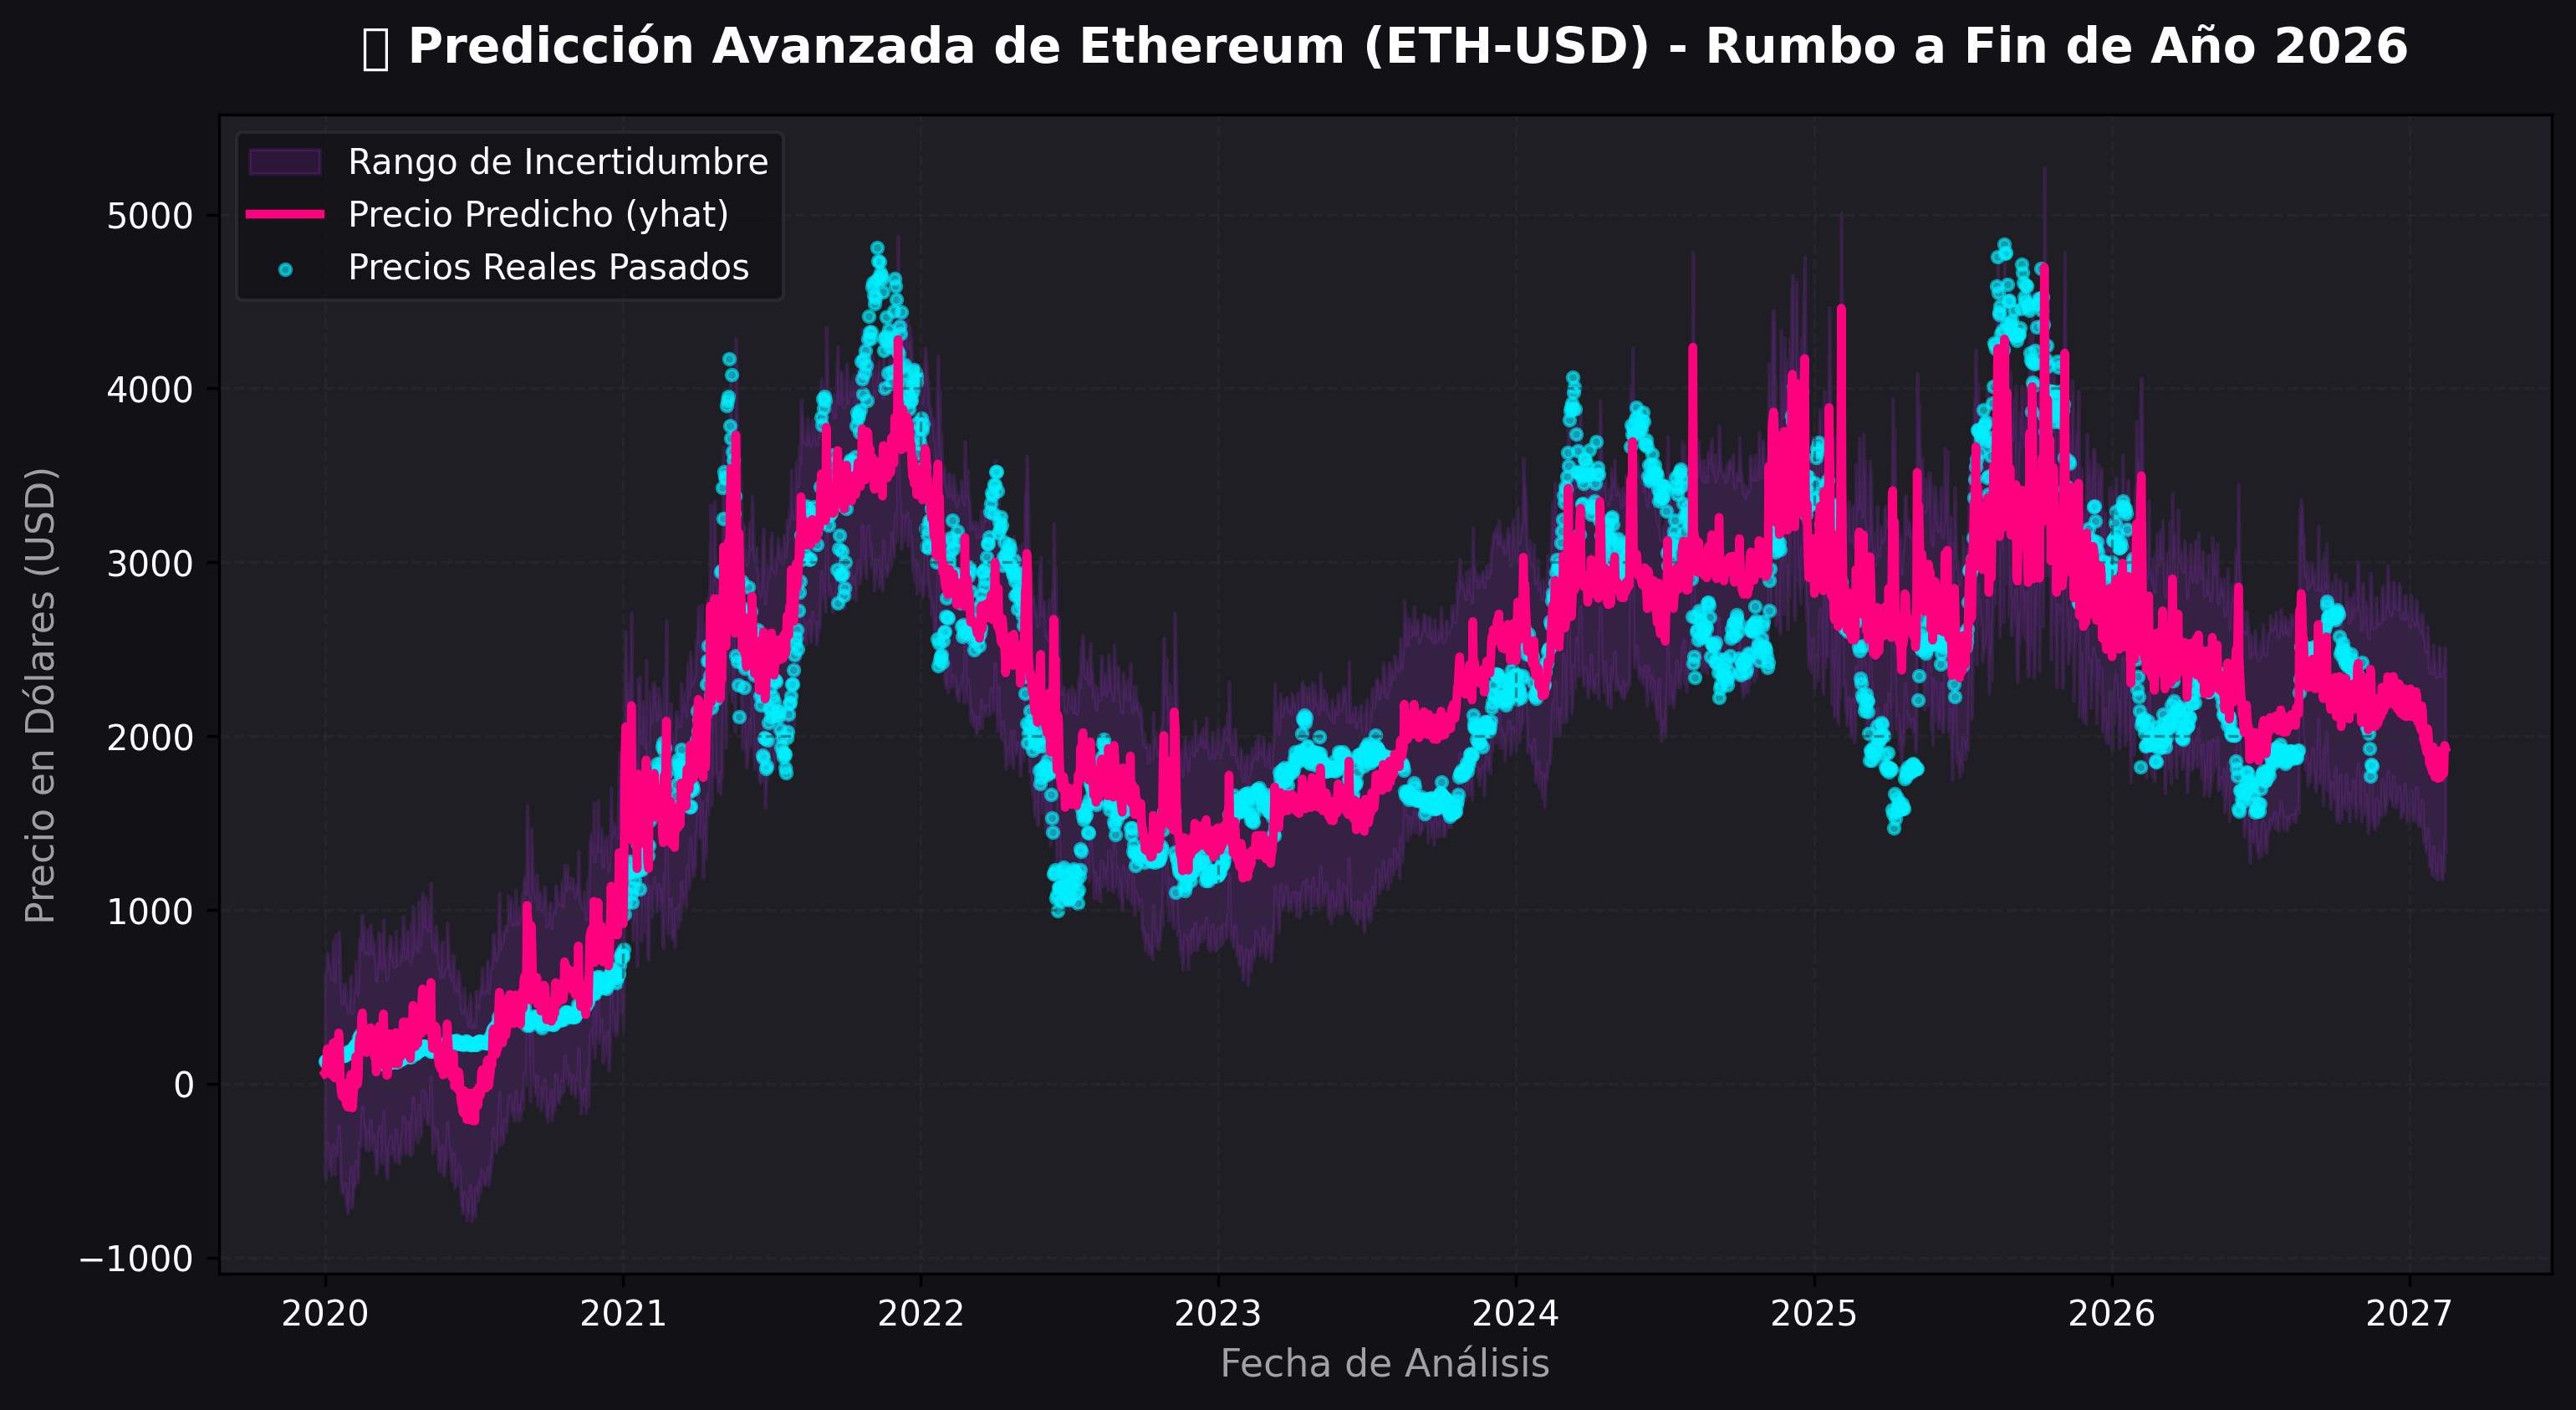 Predicción Avanzada de Ethereum (ETH-USD) - Rumbo a Fin de Año 2026
Rango de Incertidumbre
Precio Predicho (yhat)
Precios Reales Pasados
Precio en Dólares (USD)
5000
4000
3000
2000
1000
0
−1000
2020 2021 2022 2023 2024 2025 2026 2027
Fecha de Análisis